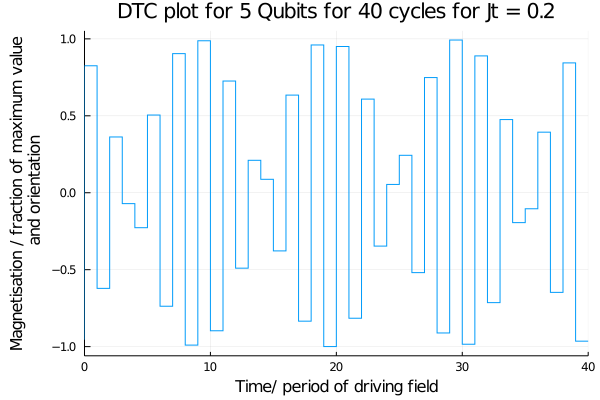 DTC plot for 5 Qubits for 40 cycles for Jt = 0.2
Magnetisation / fraction of maximum value
and orientation
1.0
0.5
0.0
−0.5
−1.0
0
10
20
30
40
Time/ period of driving field